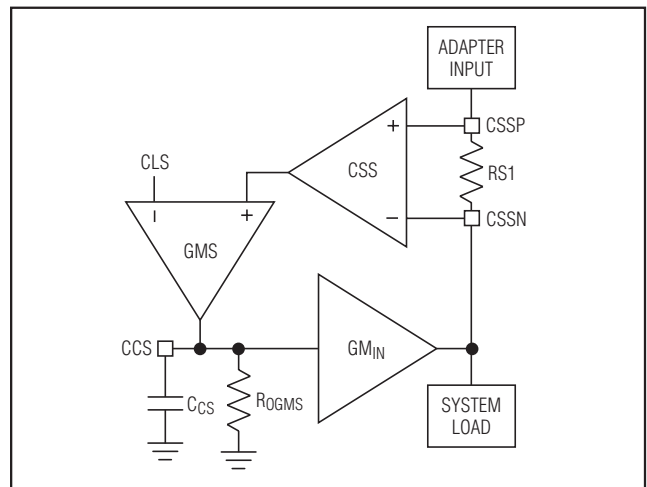 ADAPTER
INPUT
CSSP
+
CSS
RS1
CLS
−
CSSN
− +
GMS
CCS
GMIN
CCS
ROGMS
SYSTEM
LOAD